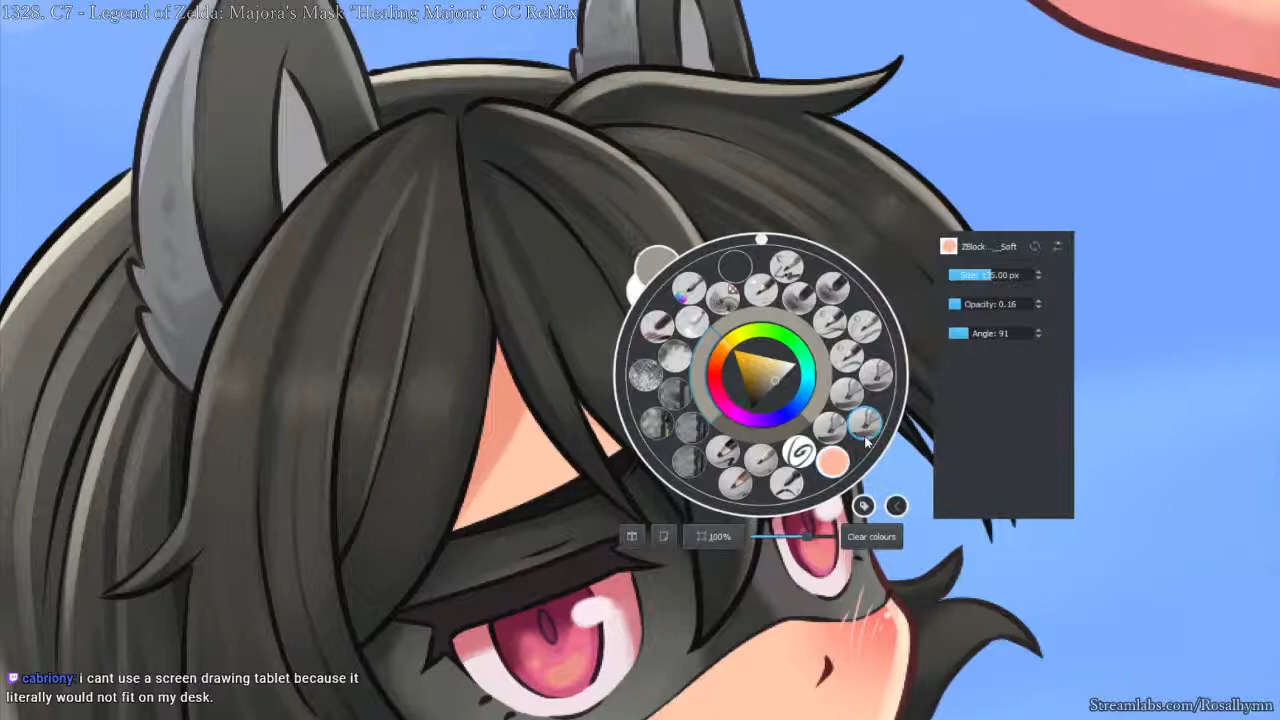 1328. C7 - Legend of Zelda: Majora's Mask "Healing Majora" OC ReMix
ZBlock..._Soft
Opacity: 0.16
Angle: 91
100%
Clear colours
cabriony i cant use a screen drawing tablet because it
literally would not fit on my desk.
Streamlabs.com/Rosalhymn